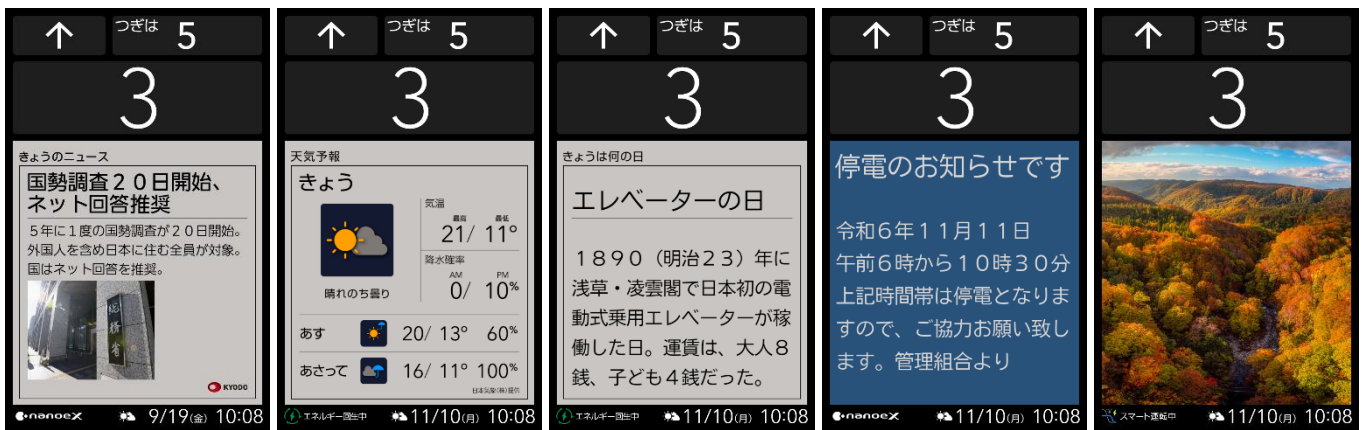 ↑
つぎは 5
3
きょうのニュース
国勢調査20日開始、
ネット回答推奨
5年に1度の国勢調査が20日開始。
外国人を含め日本に住む全員が対象。
国はネット回答を推奨。
総務省
KYODO
nanoeX 9/19(金) 10:08
↑
つぎは 5
3
天気予報
きょう
気温
最高 最低
21/ 11°
降水確率
AM PM
0/ 10%
晴れのち曇り
あす 20/ 13° 60%
あさって 16/ 11° 100%
日本気象(株)提供
エネルギー回生中 11/10(月) 10:08
↑
つぎは 5
3
きょうは何の日
エレベーターの日
1890(明治23)年に
浅草・凌雲閣で日本初の電
動式乗用エレベーターが稼
働した日。運賃は、大人8
銭、子ども4銭だった。
エネルギー回生中 11/10(月) 10:08
↑
つぎは 5
3
停電のお知らせです
令和6年11月11日
午前6時から10時30分
上記時間帯は停電となりま
すので、ご協力お願い致し
ます。管理組合より
nanoeX 11/10(月) 10:08
↑
つぎは 5
3
スマート運転中 11/10(月) 10:08